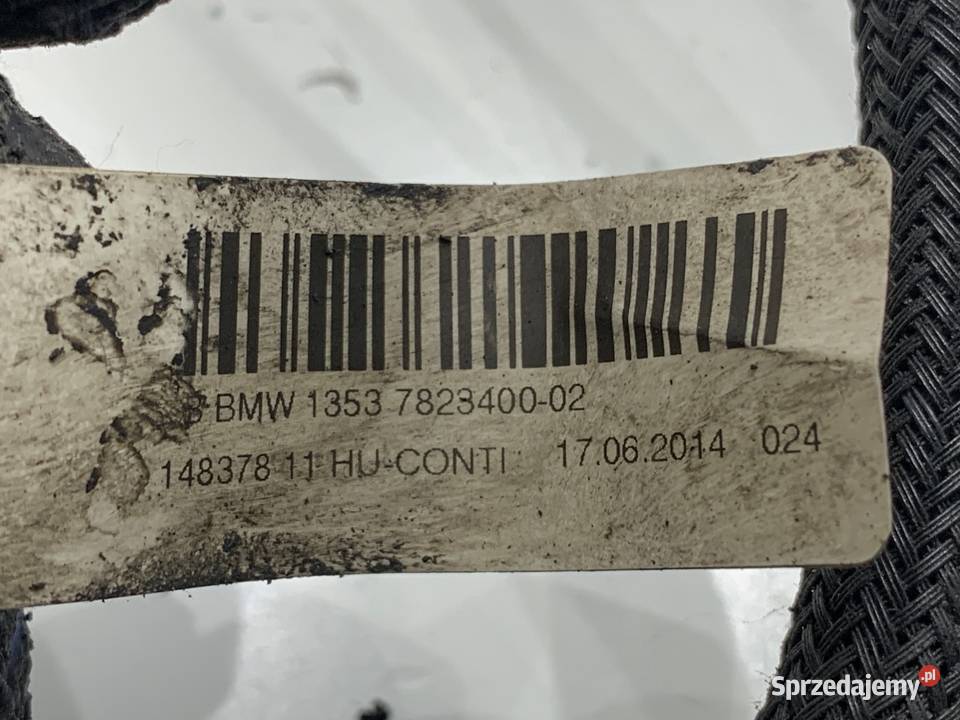 BMW 1353 7823400-02
148378 11 HU-CONTI 17.06.2014 024
Sprzedajemy.pl